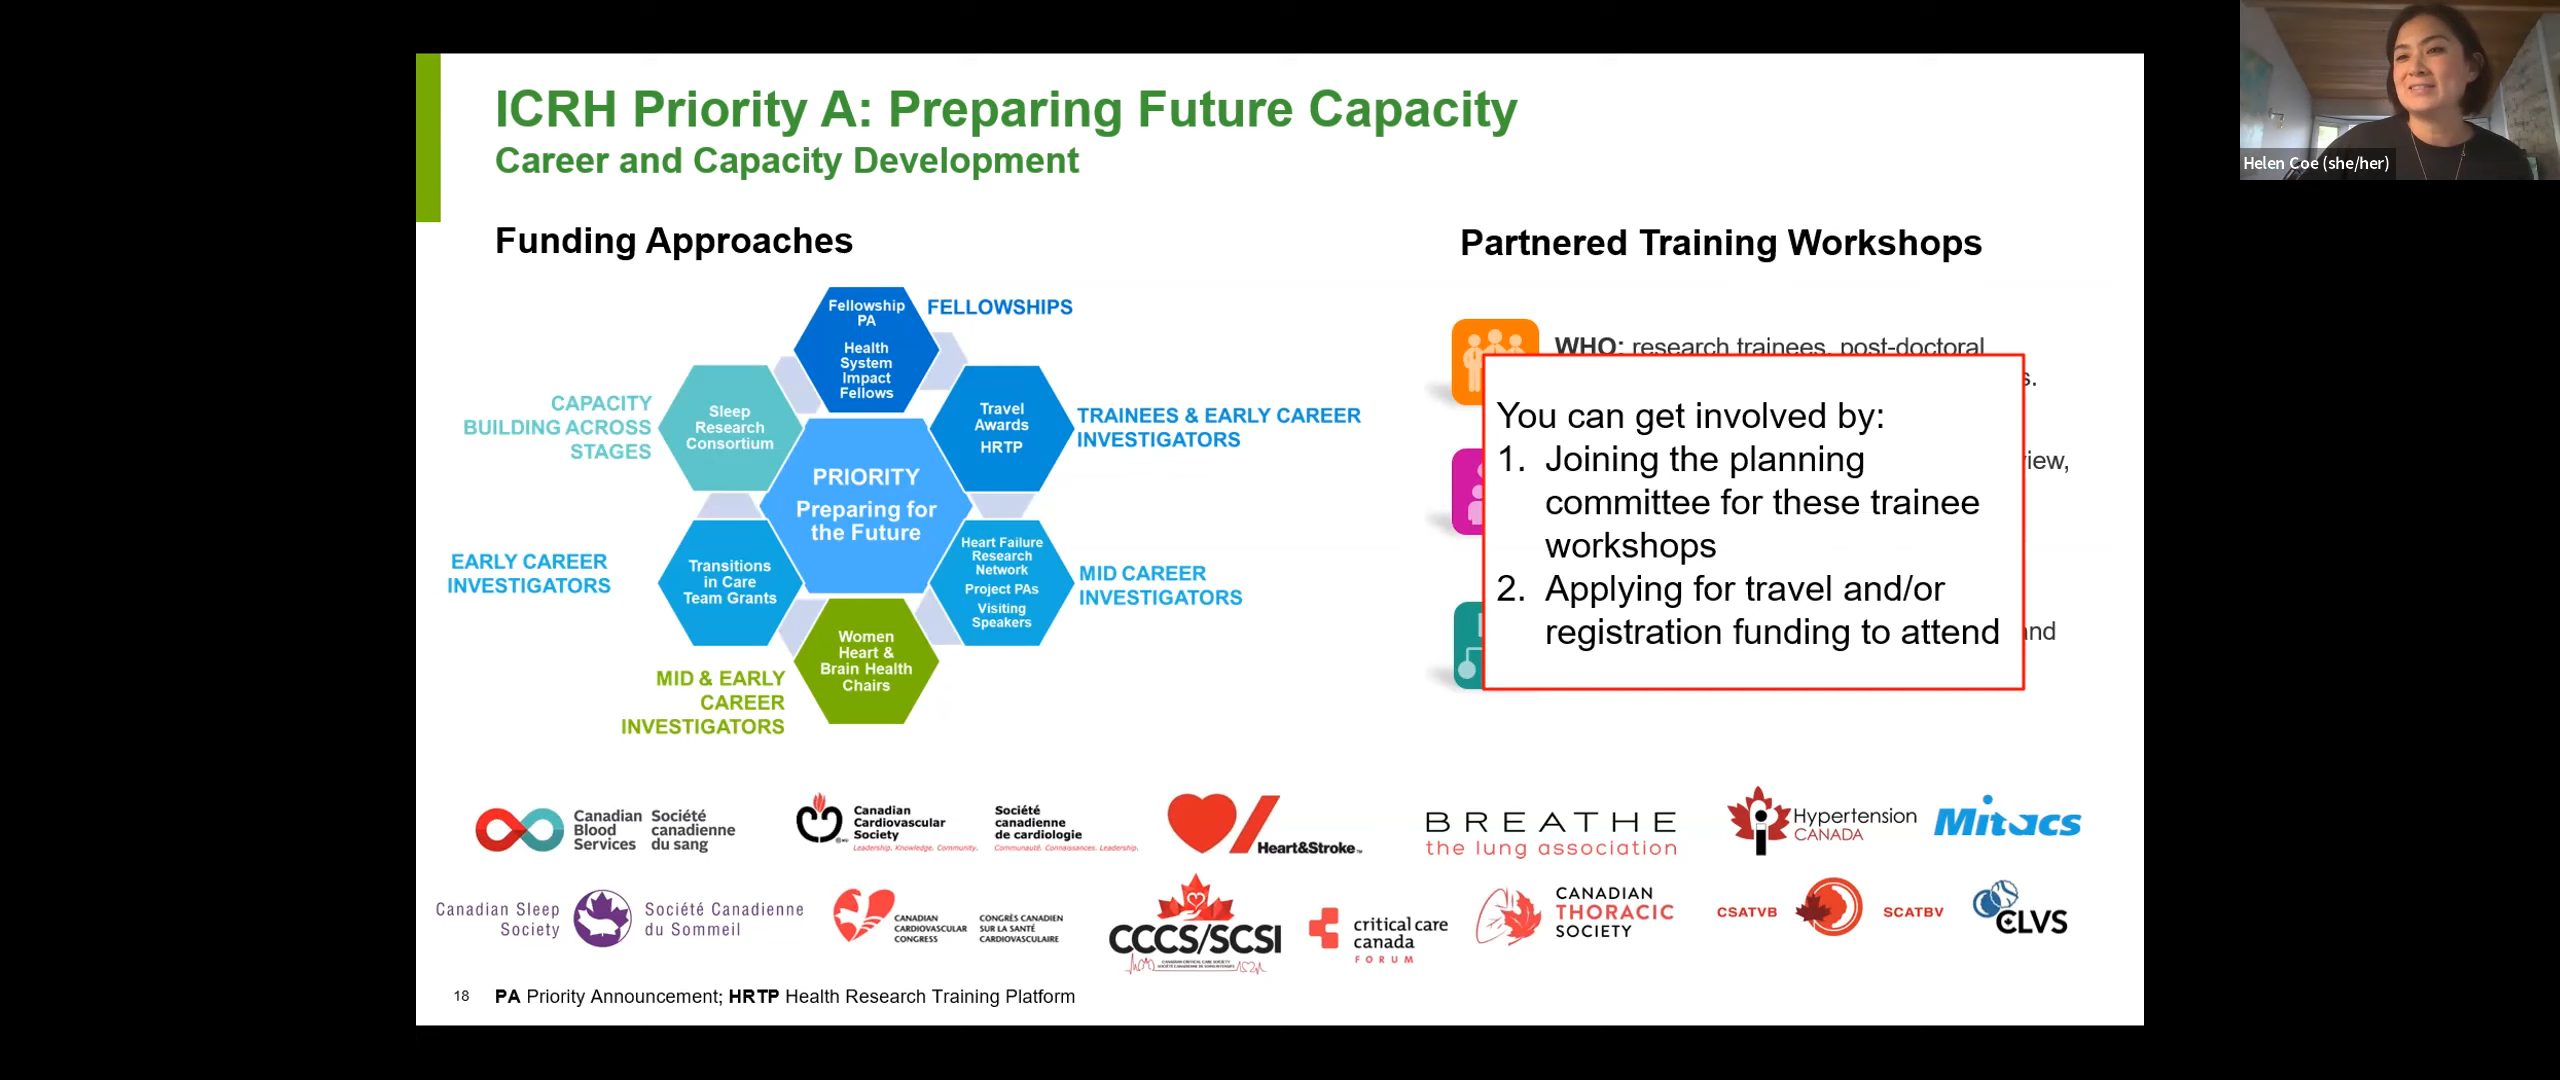 ICRH Priority A: Preparing Future Capacity
Career and Capacity Development
Helen Coe (she/her)
Funding Approaches
Partnered Training Workshops
Fellowship
PA
Health
System
Impact
Fellows
FELLOWSHIPS
Sleep
Research
Consortium
CAPACITY
BUILDING ACROSS
STAGES
Travel
Awards
HRTP
TRAINEES & EARLY CAREER
INVESTIGATORS
PRIORITY
Preparing for
the Future
Transitions
in Care
Team Grants
EARLY CAREER
INVESTIGATORS
Heart Failure
Research
Network
Project PAs
Visiting
Speakers
MID CAREER
INVESTIGATORS
Women
Heart &
Brain Health
Chairs
MID & EARLY
CAREER
INVESTIGATORS
WHO: research trainees, post-doctoral
You can get involved by:
1. Joining the planning
committee for these trainee
workshops
2. Applying for travel and/or
registration funding to attend
Canadian
Blood
Services
Société
canadienne
du sang
Canadian
Cardiovascular
Society
Leadership. Knowledge. Community.
Société
canadienne
de cardiologie
Communauté. Connaissances. Leadership.
Heart&Stroke™
BREATHE
the lung association
Hypertension
CANADA
Mitacs
Canadian Sleep
Society
Société Canadienne
du Sommeil
CANADIAN
CARDIOVASCULAR
CONGRESS
CONGRÈS CANADIEN
SUR LA SANTÉ
CARDIOVASCULAIRE
CCCS/SCSI
critical care
canada
FORUM
CANADIAN
THORACIC
SOCIETY
CSATVB
SCATBV
CLVS
18
PA Priority Announcement; HRTP Health Research Training Platform